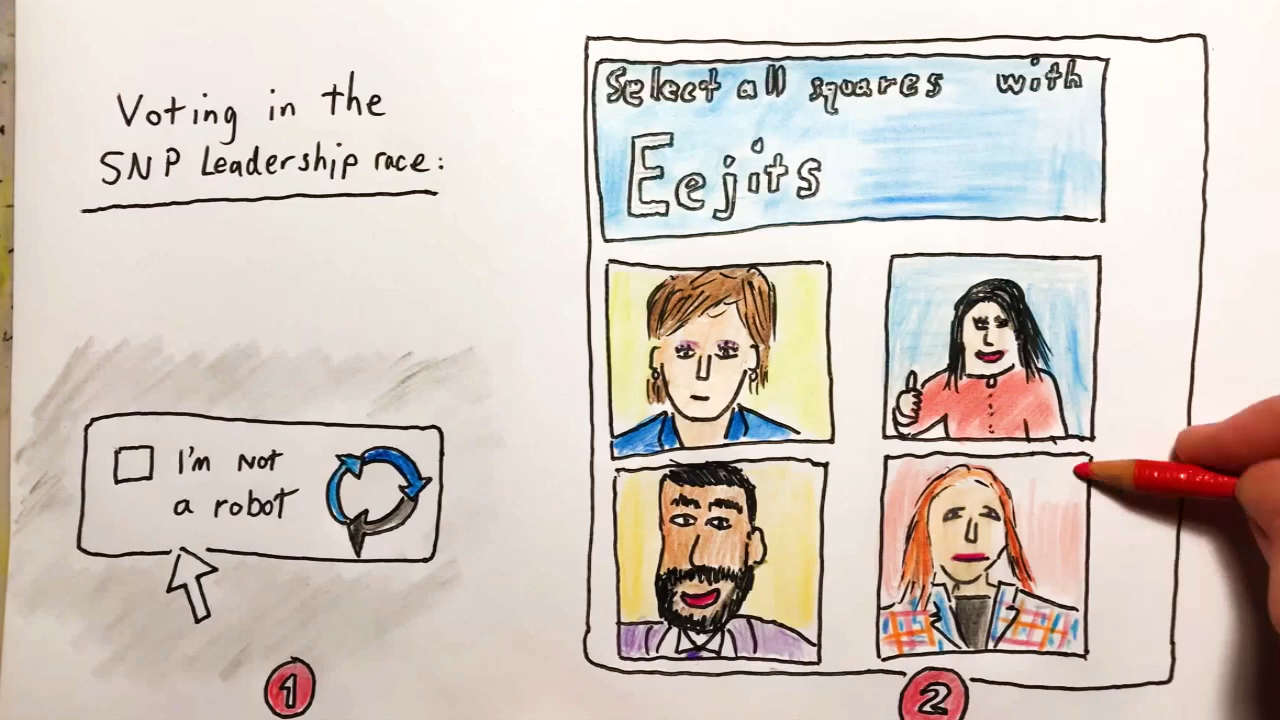 Voting in the
SNP Leadership race:
I'm Not
a robot
1
Select all squares with
Eejits
2